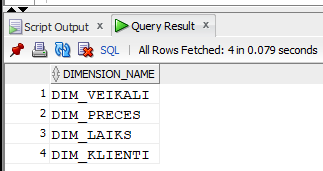 Script Output × Query Result ×
SQL | All Rows Fetched: 4 in 0.079 seconds
DIMENSION_NAME
1 DIM_VEIKALI
2 DIM_PRECES
3 DIM_LAIKS
4 DIM_KLIENTI